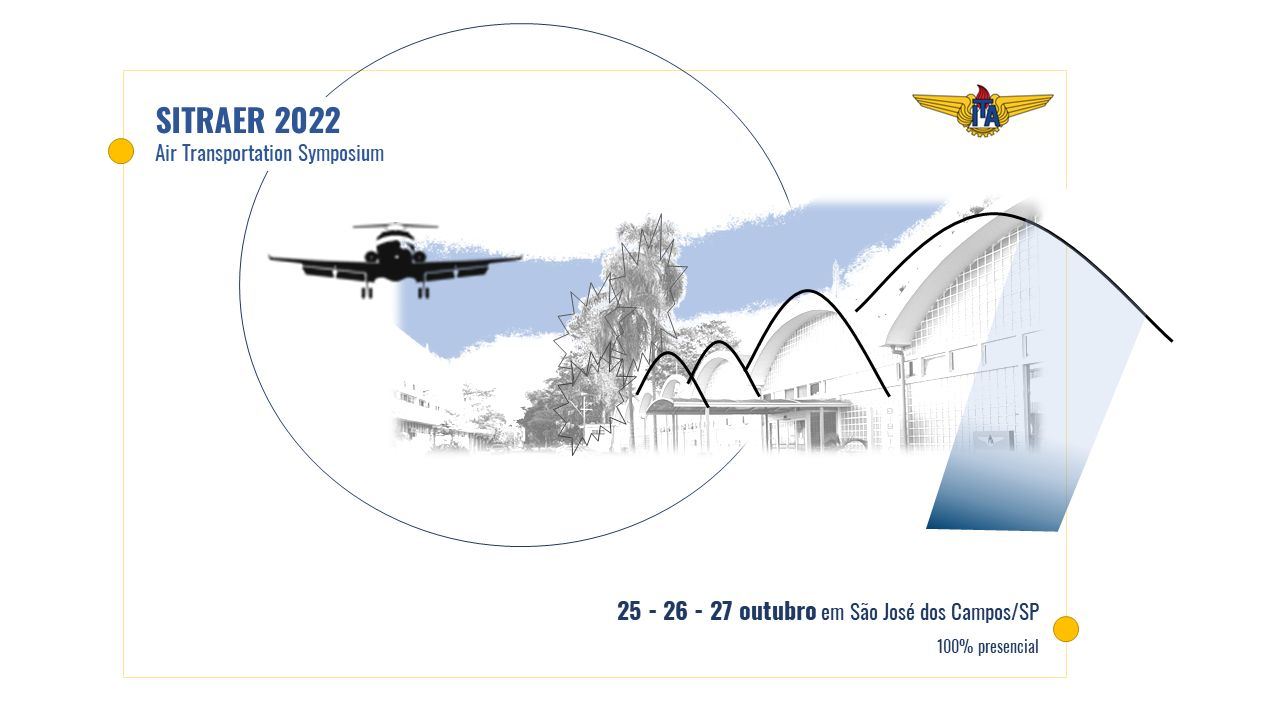 SITRAER 2022
Air Transportation Symposium
ITA
25 - 26 - 27 outubro em São José dos Campos/SP
100% presencial